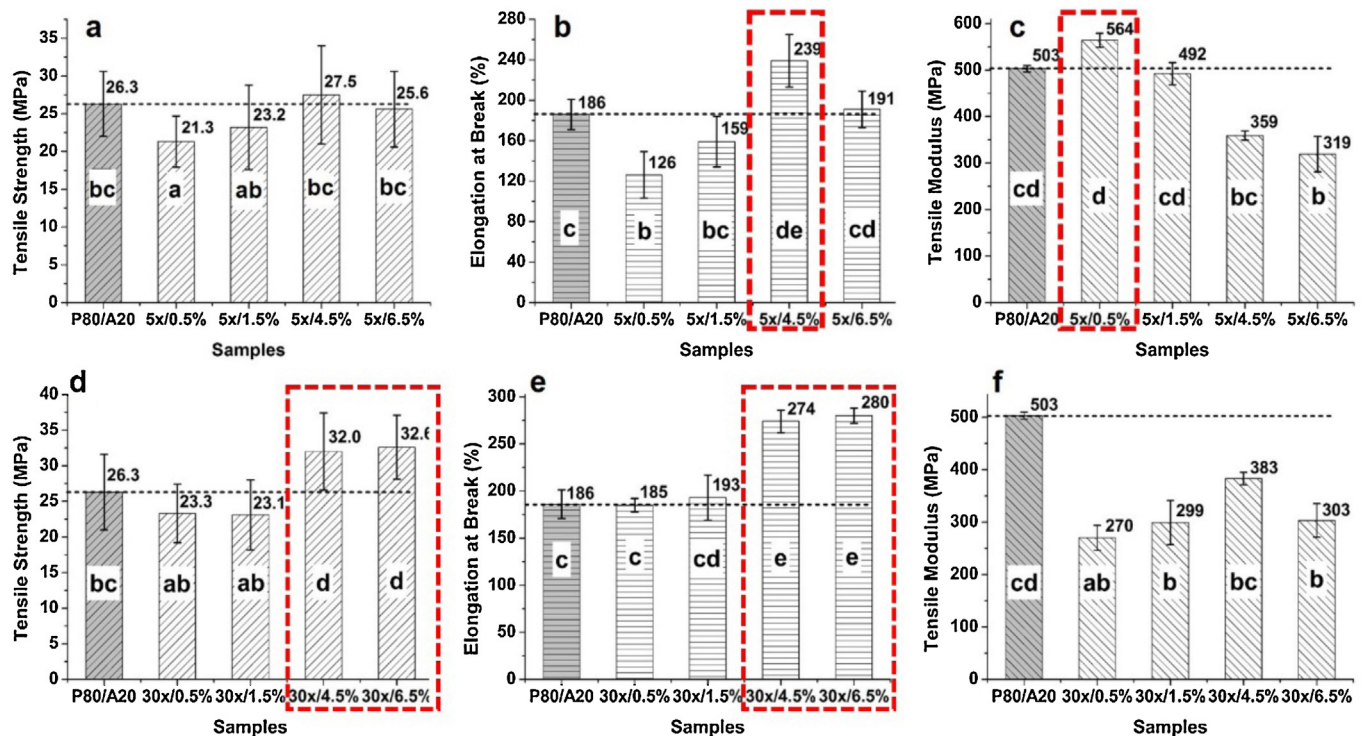 a
Tensile Strength (MPa)
35
30
25
20
15
10
5
0
26.3
21.3
23.2
27.5
25.6
bc
a
ab
bc
bc
P80/A20 5x/0.5% 5x/1.5% 5x/4.5% 5x/6.5%
Samples
b
Elongation at Break (%)
280
240
200
160
120
80
40
0
186
126
159
239
191
c
b
bc
de
cd
P80/A20 5x/0.5% 5x/1.5% 5x/4.5% 5x/6.5%
Samples
c
Tensile Modulus (MPa)
600
500
400
300
200
100
0
503
564
492
359
319
cd
d
cd
bc
b
P80/A20 5x/0.5% 5x/1.5% 5x/4.5% 5x/6.5%
Samples
d
Tensile Strength (MPa)
40
35
30
25
20
15
10
5
0
26.3
23.3
23.1
32.0
32.6
bc
ab
ab
d
d
P80/A20 30x/0.5% 30x/1.5% 30x/4.5% 30x/6.5%
Samples
e
Elongation at Break (%)
300
250
200
150
100
50
0
186
185
193
274
280
c
c
cd
e
e
P80/A20 30x/0.5% 30x/1.5% 30x/4.5% 30x/6.5%
Samples
f
Tensile Modulus (MPa)
500
400
300
200
100
0
503
270
299
383
303
cd
ab
b
bc
b
P80/A20 30x/0.5% 30x/1.5% 30x/4.5% 30x/6.5%
Samples